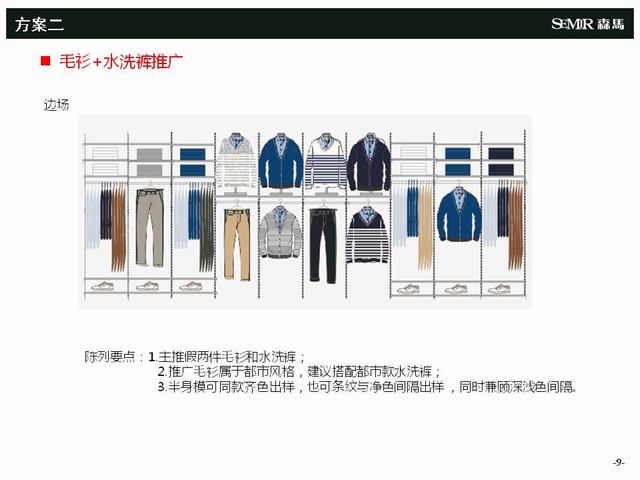 方案二
SEMIR 森馬
毛衫+水洗裤推广
边场
陈列要点：1.主推假两件毛衫和水洗裤；
2.推广毛衫属于都市风格，建议搭配都市款水洗裤；
3.半身模可同款齐色出样，也可条纹与净色间隔出样 ，同时兼顾深浅色间隔。
-9-